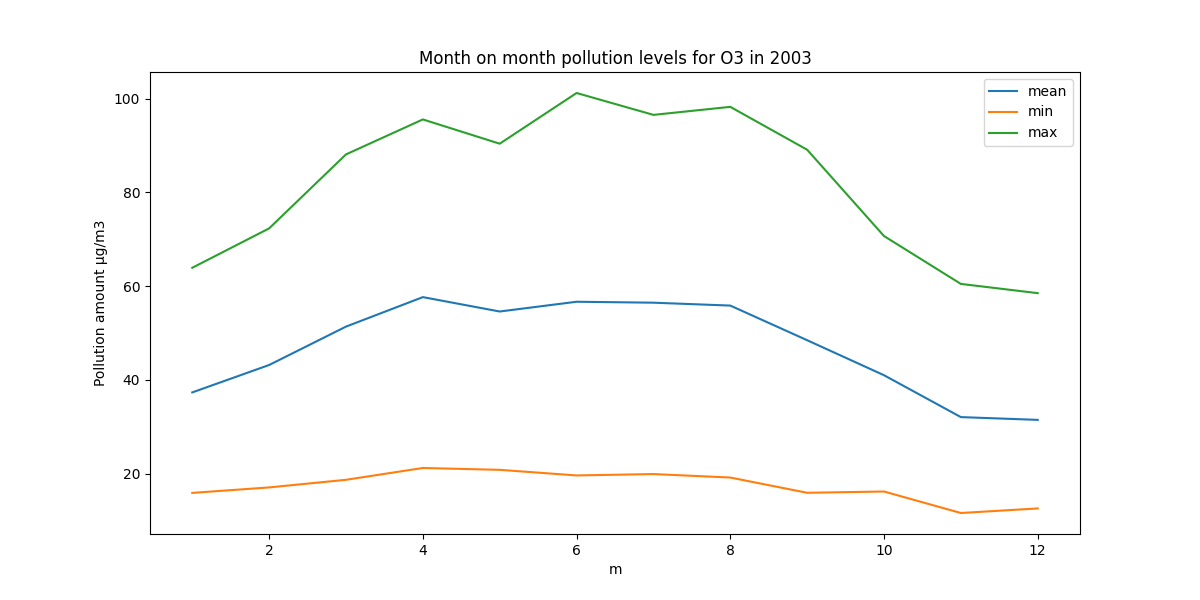 Month on month pollution levels for O3 in 2003
mean
min
max
100
80
60
40
20
Pollution amount µg/m3
2 4 6 8 10 12
m